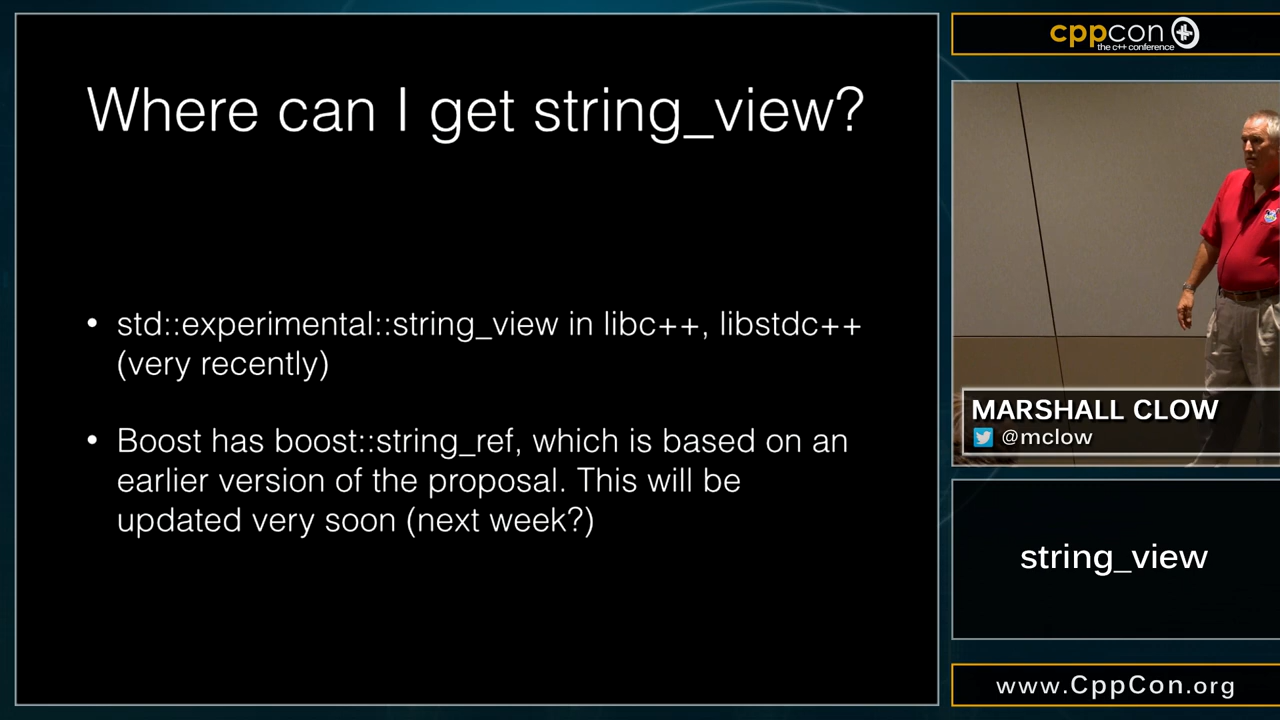 Where can I get string_view?
• std::experimental::string_view in libc++, libstdc++
(very recently)
• Boost has boost::string_ref, which is based on an
earlier version of the proposal. This will be
updated very soon (next week?)
cppcon
the c++ conference
MARSHALL CLOW
@mclow
string_view
www.CppCon.org